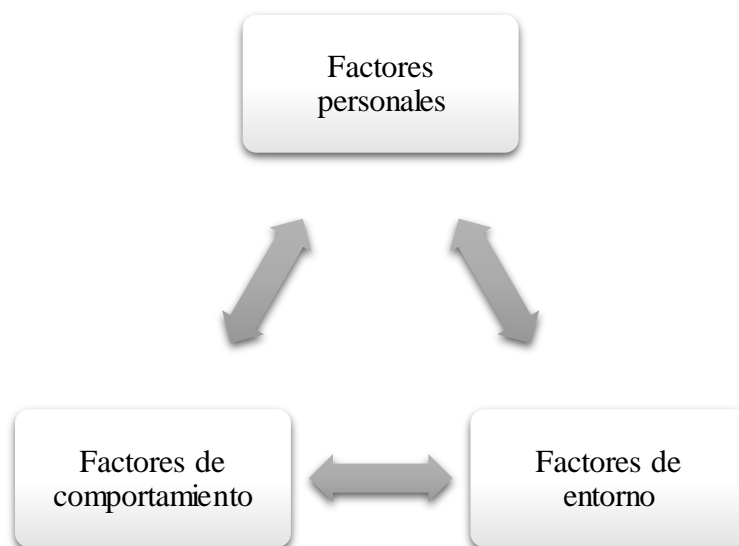 Factores
personales
Factores de
comportamiento
Factores de
entorno